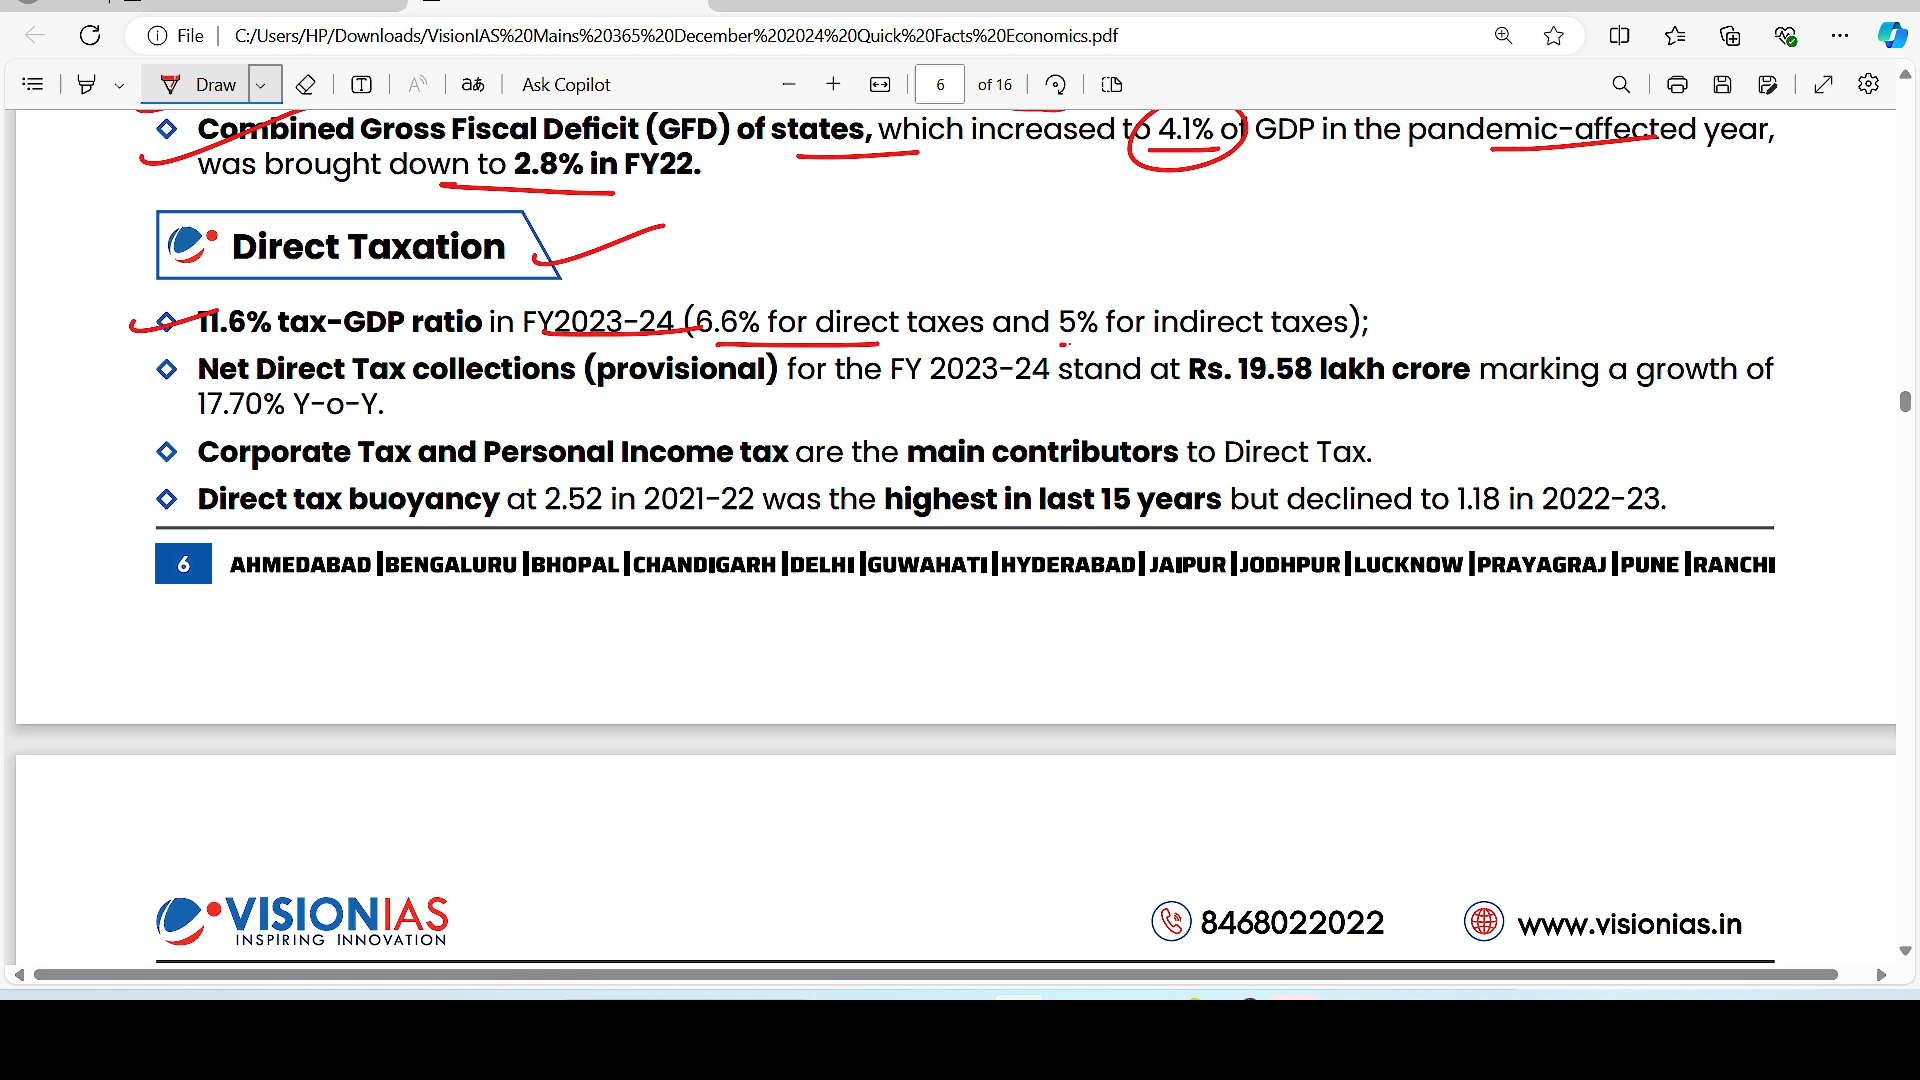 File C:/Users/HP/Downloads/VisionIAS%20Mains%20365%20December%202024%20Quick%20Facts%20Economics.pdf
Draw aあ Ask Copilot 6 of 16
Combined Gross Fiscal Deficit (GFD) of states, which increased to 4.1% of GDP in the pandemic-affected year,
was brought down to 2.8% in FY22.
Direct Taxation
11.6% tax-GDP ratio in FY2023-24 (6.6% for direct taxes and 5% for indirect taxes);
Net Direct Tax collections (provisional) for the FY 2023-24 stand at Rs. 19.58 lakh crore marking a growth of
17.70% Y-o-Y.
Corporate Tax and Personal Income tax are the main contributors to Direct Tax.
Direct tax buoyancy at 2.52 in 2021-22 was the highest in last 15 years but declined to 1.18 in 2022-23.
6 AHMEDABAD | BENGALURU | BHOPAL | CHANDIGARH | DELHI | GUWAHATI | HYDERABAD | JAIPUR | JODHPUR | LUCKNOW | PRAYAGRAJ | PUNE | RANCHI
VISIONIAS 8468022022 www.visionias.in
INSPIRING INNOVATION